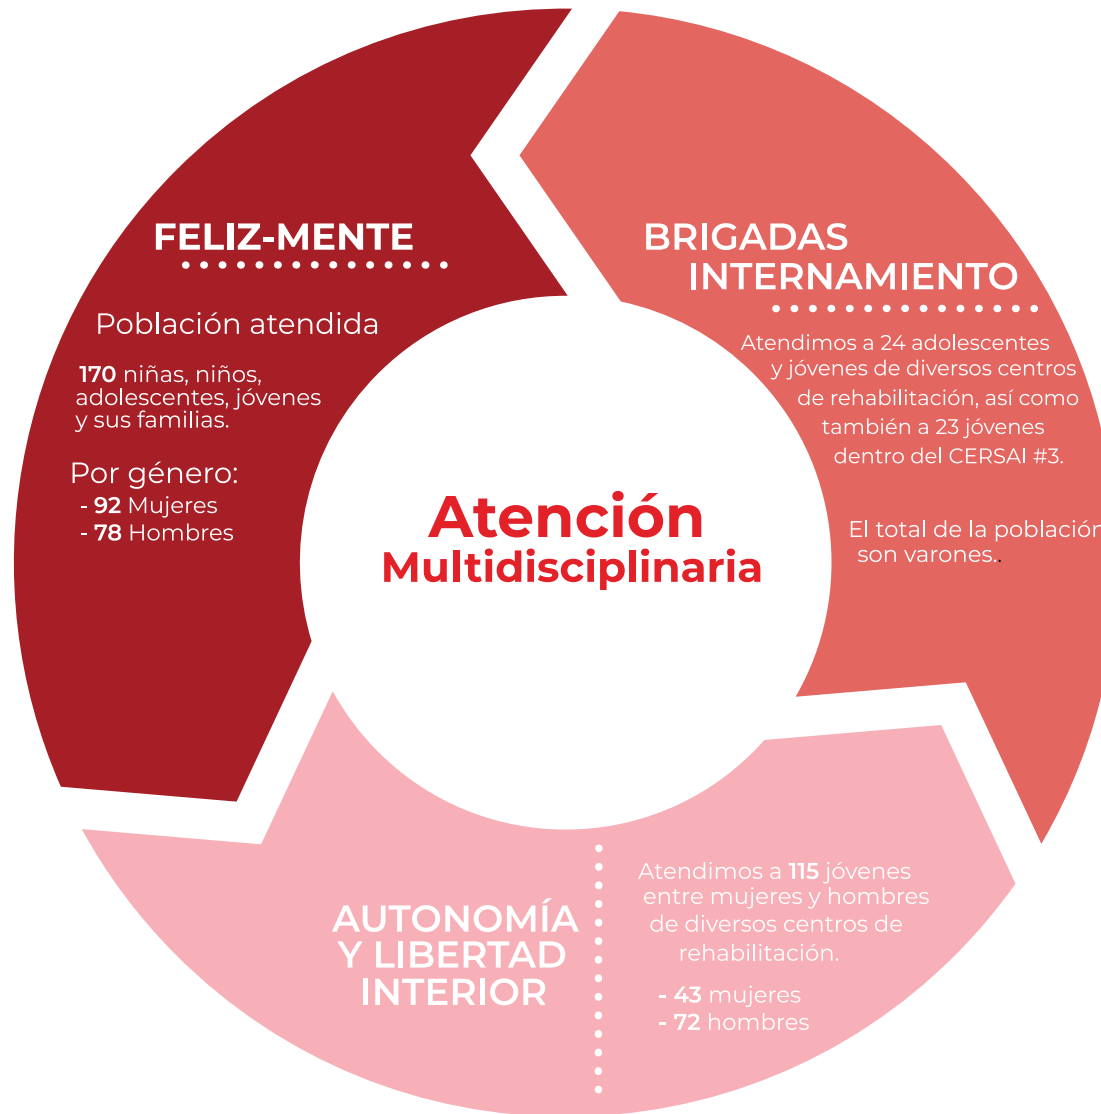 FELIZ-MENTE
Población atendida
170 niñas, niños,
adolescentes, jóvenes
y sus familias.
Por género:
- 92 Mujeres
- 78 Hombres
BRIGADAS
INTERNAMIENTO
Atendimos a 24 adolescentes
y jóvenes de diversos centros
de rehabilitación, así como
también a 23 jóvenes
dentro del CERSAI #3.
El total de la población
son varones..
Atención
Multidisciplinaria
AUTONOMÍA
Y LIBERTAD
INTERIOR
Atendimos a 115 jóvenes
entre mujeres y hombres
de diversos centros de
rehabilitación.
- 43 mujeres
- 72 hombres